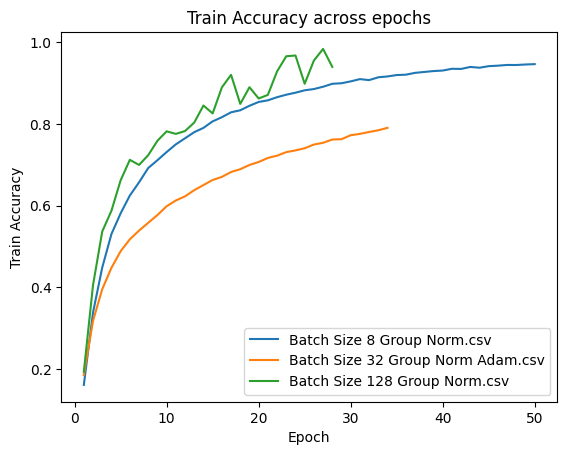 Train Accuracy across epochs
Train Accuracy
1.0
0.8
0.6
0.4
0.2
Batch Size 8 Group Norm.csv
Batch Size 32 Group Norm Adam.csv
Batch Size 128 Group Norm.csv
0 10 20 30 40 50
Epoch